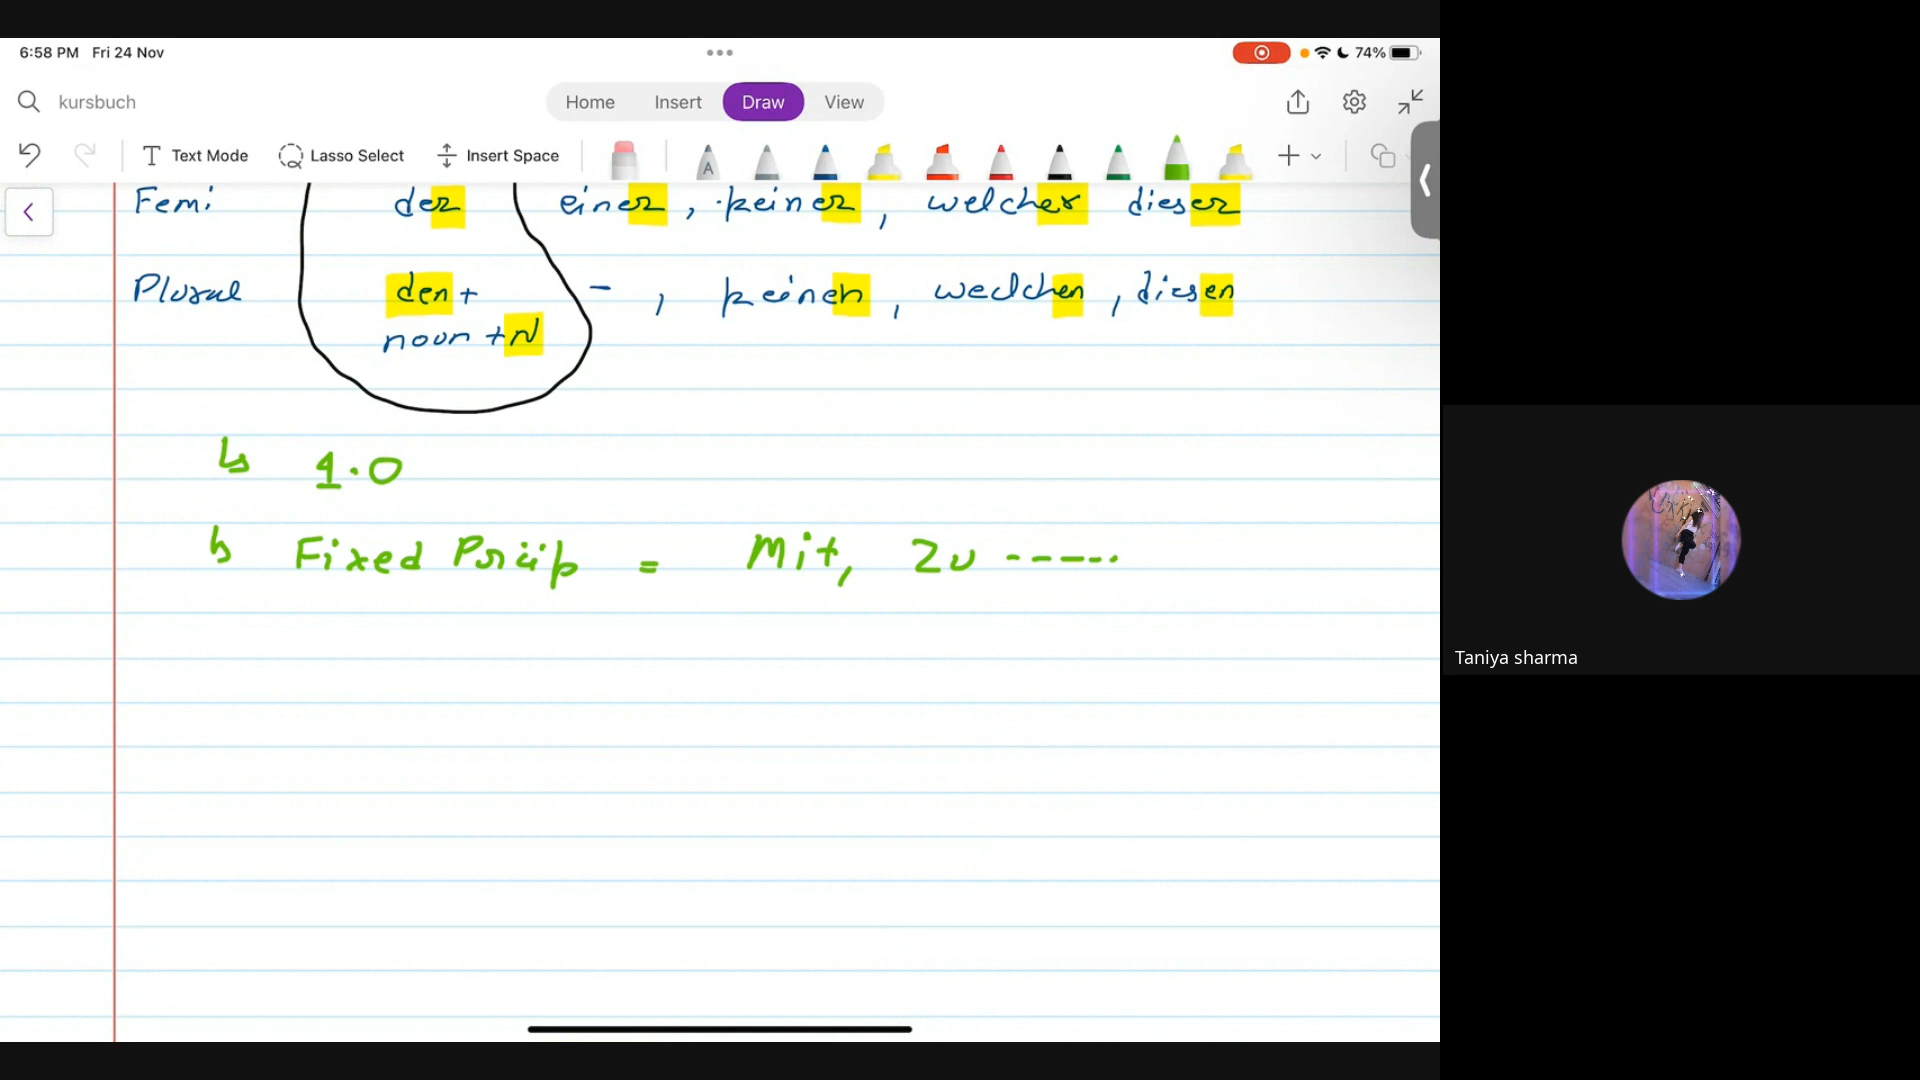 6:58 PM Fri 24 Nov 74%
kursbuch Home Insert Draw View
Text Mode Lasso Select Insert Space A
Femi der einer, keiner, welcher dieser
Plural den + - , keinen, welchen, diesen
noun + N
↳ 1.0
↳ Fixed Präp = Mit, Zu -----
Taniya sharma